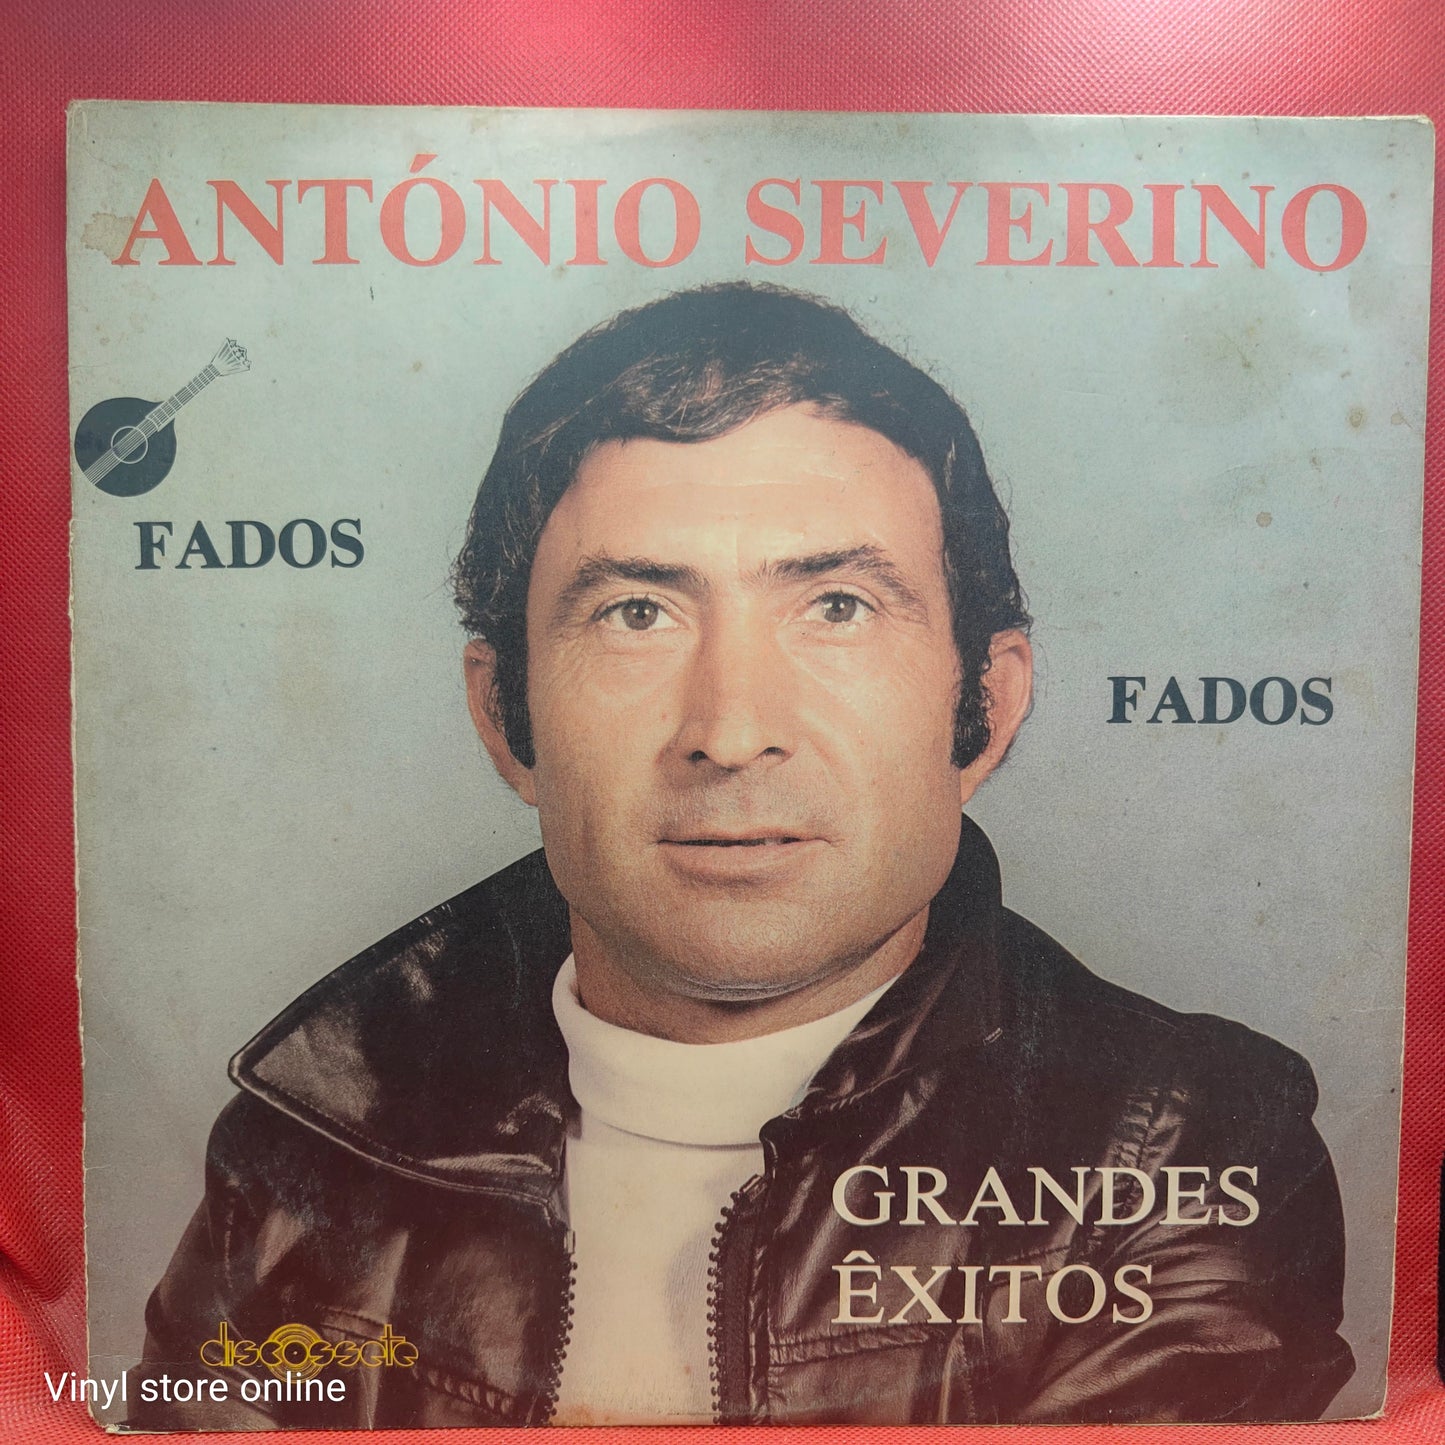 ANTÓNIO SEVERINO
FADOS
FADOS
GRANDES
ÊXITOS
discossete
Vinyl store online